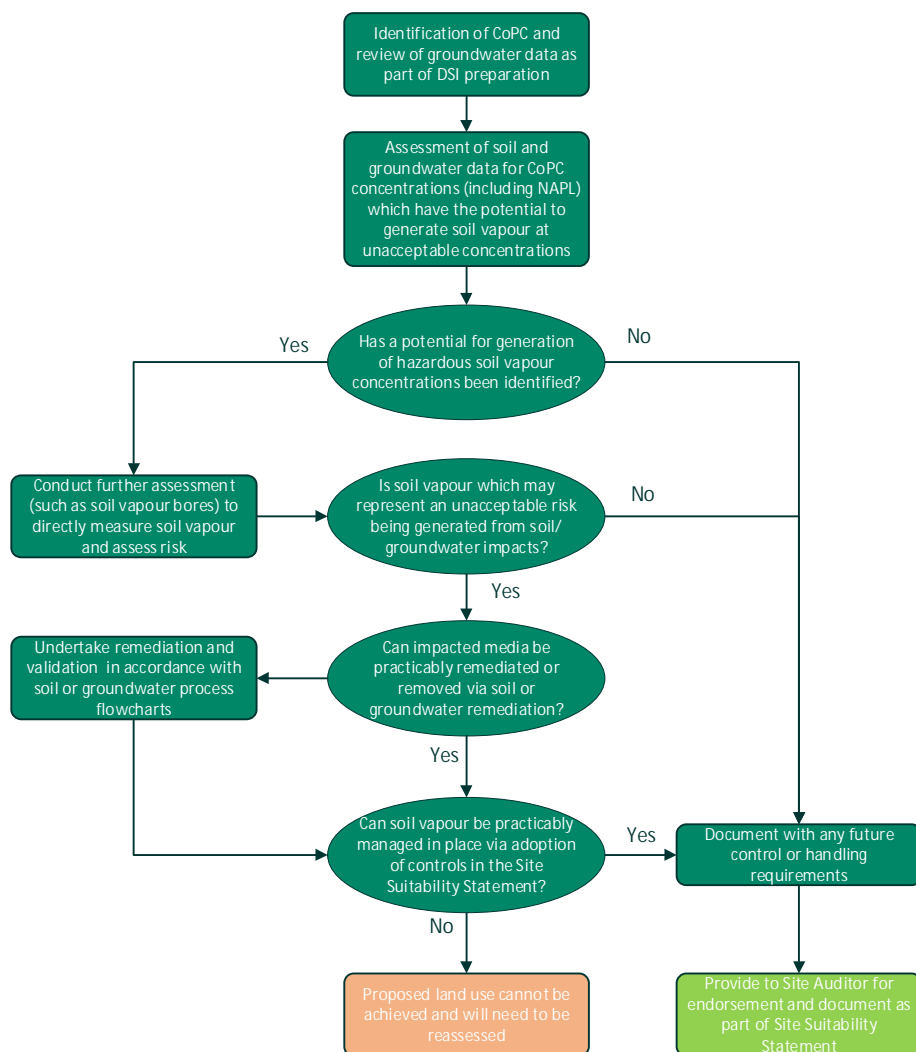 Identification of CoPC and
review of groundwater data as
part of DSI preparation
Assessment of soil and
groundwater data for CoPC
concentrations (including NAPL)
which have the potential to
generate soil vapour at
unacceptable concentrations
Has a potential for generation
of hazardous soil vapour
concentrations been identified?
Yes
No
Conduct further assessment
(such as soil vapour bores) to
directly measure soil vapour
and assess risk
Is soil vapour which may
represent an unacceptable risk
being generated from soil/
groundwater impacts?
No
Yes
Undertake remediation and
validation in accordance with
soil or groundwater process
flowcharts
Can impacted media be
practicably remediated or
removed via soil or
groundwater remediation?
Yes
Can soil vapour be practicably
managed in place via adoption
of controls in the Site
Suitability Statement?
Yes
Document with any future
control or handling
requirements
No
Proposed land use cannot be
achieved and will need to be
reassessed
Provide to Site Auditor for
endorsement and document as
part of Site Suitability
Statement